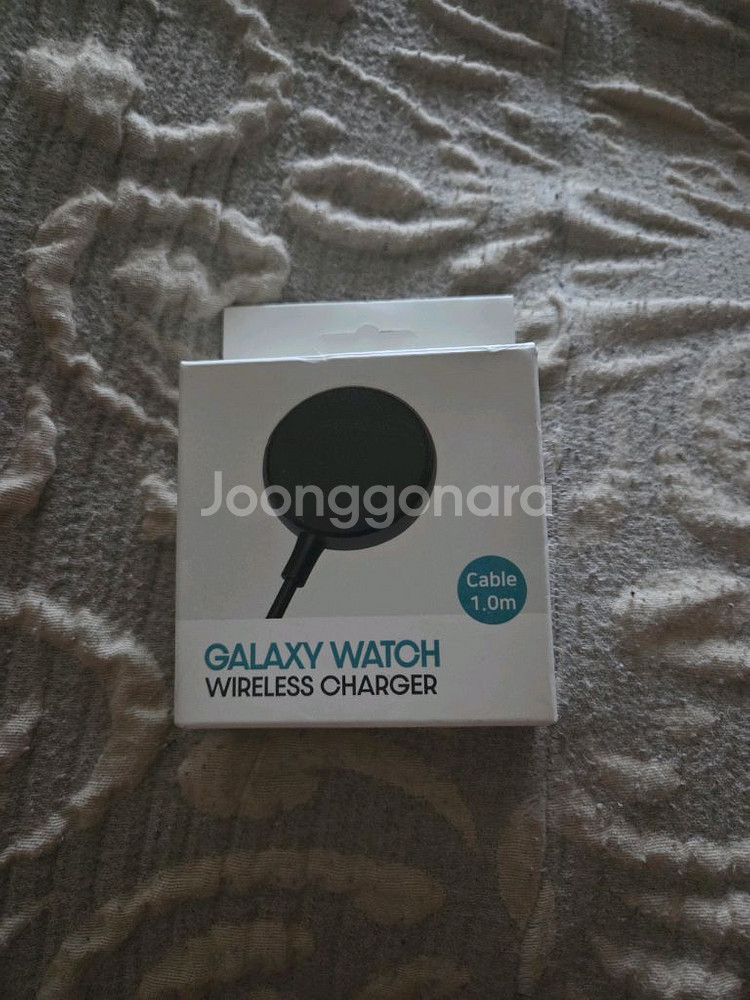 Joonggonara
Cable
1.0m
GALAXY WATCH
WIRELESS CHARGER